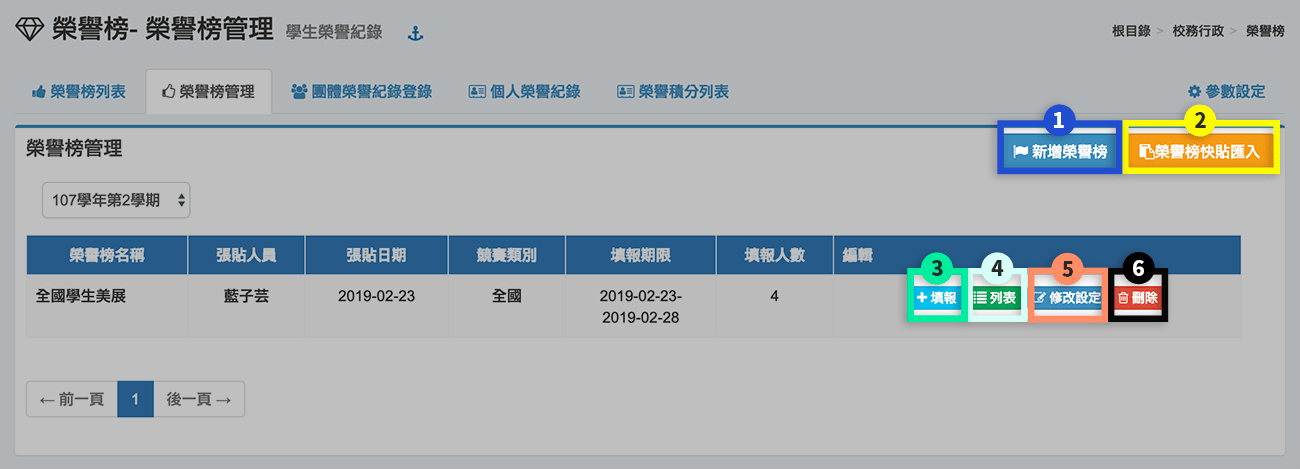 榮譽榜- 榮譽榜管理 學生榮譽紀錄
根目錄 > 校務行政 > 榮譽榜
榮譽榜列表 榮譽榜管理 團體榮譽紀錄登錄 個人榮譽紀錄 榮譽積分列表 參數設定
1 2
榮譽榜管理 新增榮譽榜 榮譽榜快貼匯入
107學年第2學期
榮譽榜名稱 張貼人員 張貼日期 競賽類別 填報期限 填報人數 編輯
3 4 5 6
全國學生美展 藍子芸 2019-02-23 全國 2019-02-23- 4 填報 列表 修改設定 刪除
2019-02-28
← 前一頁 1 後一頁 →